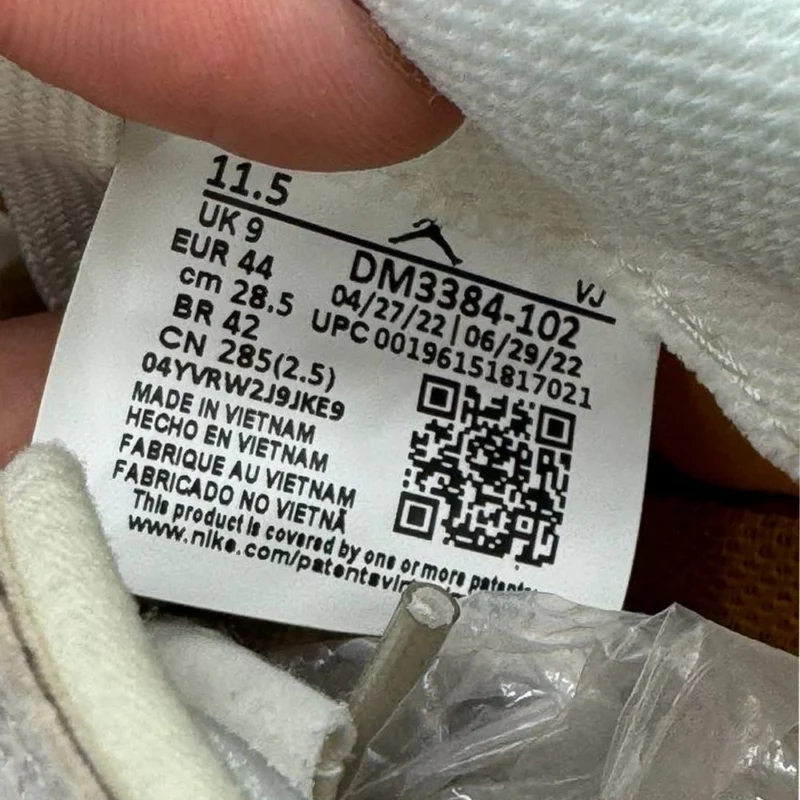 11.5
UK 9
EUR 44
cm 28.5
BR 42
CN 285(2.5)
04YVRW2J9JKE9
VJ
DM3384-102
04/27/22 | 06/29/22
UPC 00196151817021
MADE IN VIETNAM
HECHO EN VIETNAM
FABRIQUE AU VIETNAM
FABRICADO NO VIETNÃ
This product is covered by one or more
www.nike.com/patents